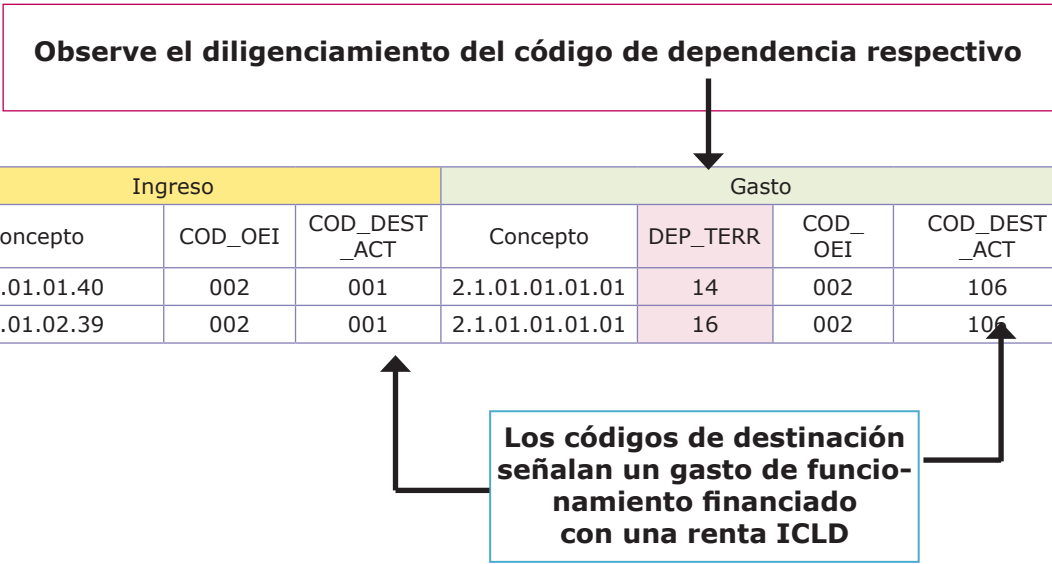 Observe el diligenciamiento del código de dependencia respectivo
Ingreso Gasto
oncepto COD_OEI COD_DEST _ACT Concepto DEP_TERR COD_ OEI COD_DEST _ACT
.01.01.40 002 001 2.1.01.01.01.01 14 002 106
.01.02.39 002 001 2.1.01.01.01.01 16 002 106
Los códigos de destinación
señalan un gasto de funcio-
namiento financiado
con una renta ICLD